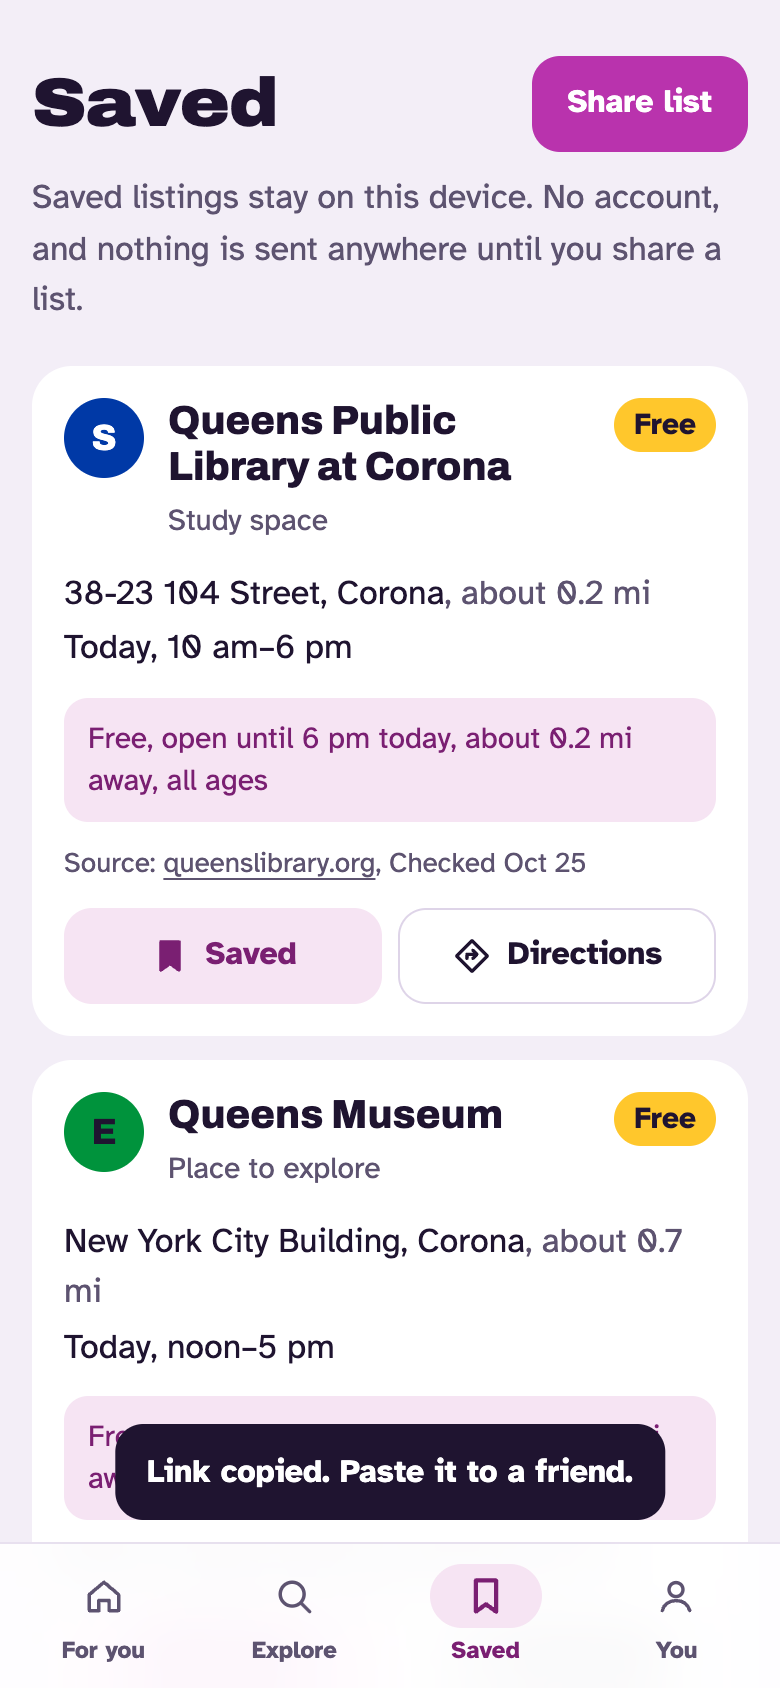 Saved
Share list
Saved listings stay on this device. No account,
and nothing is sent anywhere until you share a
list.
S
Queens Public
Library at Corona
Free
Study space
38-23 104 Street, Corona, about 0.2 mi
Today, 10 am–6 pm
Free, open until 6 pm today, about 0.2 mi
away, all ages
Source: queenslibrary.org, Checked Oct 25
Saved
Directions
E
Queens Museum
Free
Place to explore
New York City Building, Corona, about 0.7
mi
Today, noon–5 pm
Link copied. Paste it to a friend.
For you
Explore
Saved
You